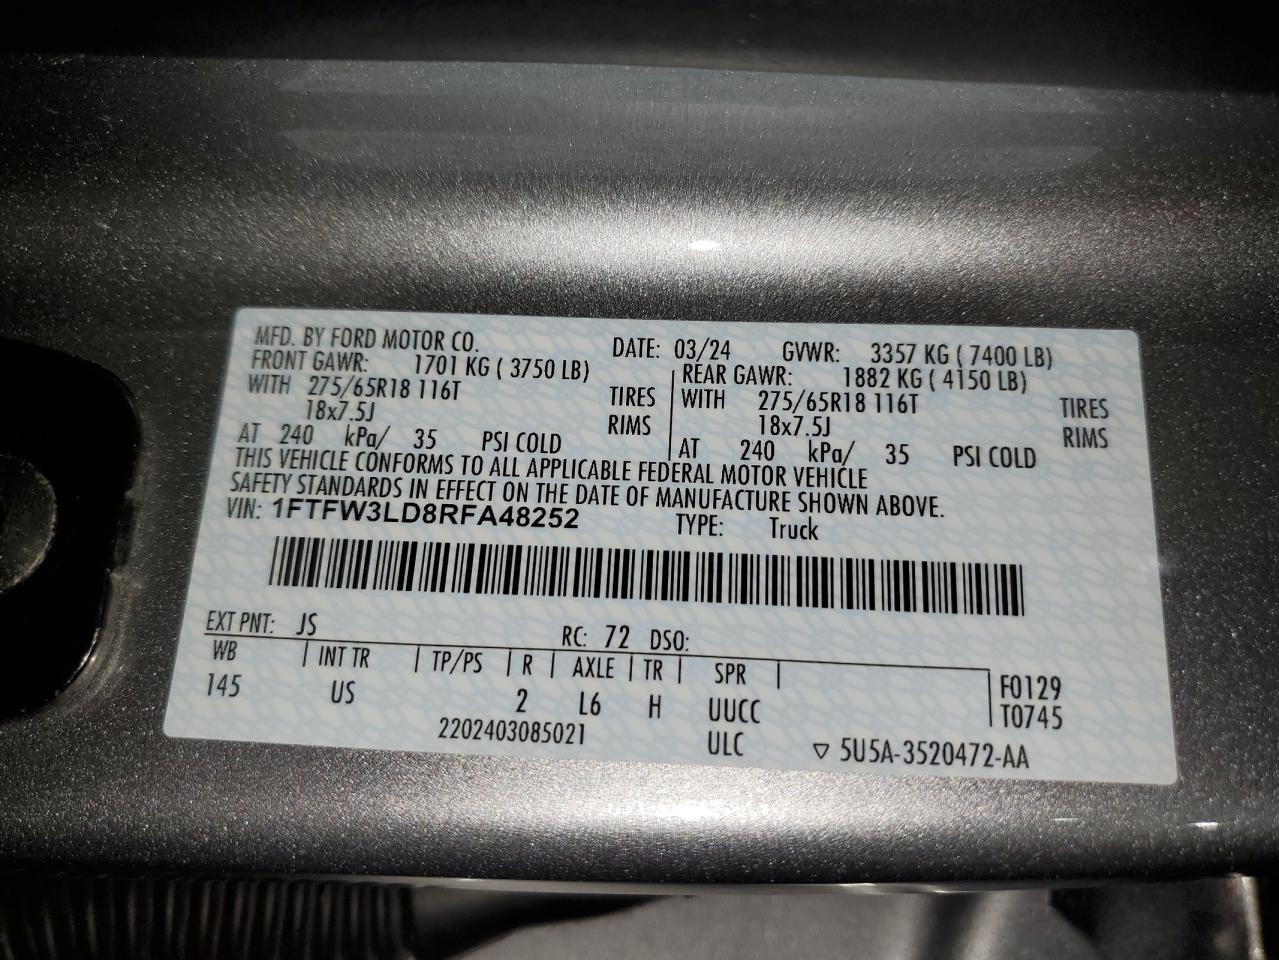 MFD. BY FORD MOTOR CO. DATE: 03/24 GVWR: 3357 KG ( 7400 LB)
FRONT GAWR: 1701 KG ( 3750 LB) REAR GAWR: 1882 KG ( 4150 LB)
WITH 275/65R18 116T TIRES WITH 275/65R18 116T TIRES
18x7.5J RIMS 18x7.5J RIMS
AT 240 kPa/ 35 PSI COLD AT 240 kPa/ 35 PSI COLD
THIS VEHICLE CONFORMS TO ALL APPLICABLE FEDERAL MOTOR VEHICLE
SAFETY STANDARDS IN EFFECT ON THE DATE OF MANUFACTURE SHOWN ABOVE.
VIN: 1FTFW3LD8RFA48252 TYPE: Truck
EXT PNT: JS RC: 72 DSO:
WB INT TR TP/PS R AXLE TR SPR F0129
145 US 2 L6 H UUCC T0745
2202403085021 ULC ▽ 5U5A-3520472-AA